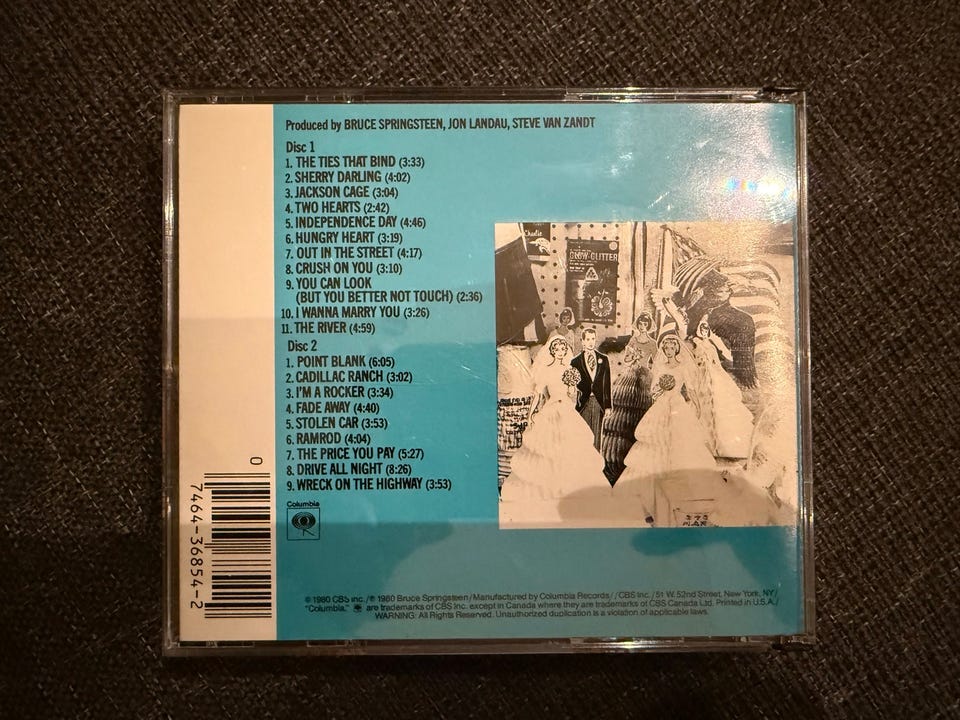 Produced by BRUCE SPRINGSTEEN, JON LANDAU, STEVE VAN ZANDT
Disc 1
1. THE TIES THAT BIND (3:33)
2. SHERRY DARLING (4:02)
3. JACKSON CAGE (3:04)
4. TWO HEARTS (2:42)
5. INDEPENDENCE DAY (4:46)
6. HUNGRY HEART (3:19)
7. OUT IN THE STREET (4:17)
8. CRUSH ON YOU (3:10)
9. YOU CAN LOOK
(BUT YOU BETTER NOT TOUCH) (2:36)
10. I WANNA MARRY YOU (3:26)
11. THE RIVER (4:59)
Disc 2
1. POINT BLANK (6:05)
2. CADILLAC RANCH (3:02)
3. I'M A ROCKER (3:34)
4. FADE AWAY (4:40)
5. STOLEN CAR (3:53)
6. RAMROD (4:04)
7. THE PRICE YOU PAY (5:27)
8. DRIVE ALL NIGHT (8:26)
9. WRECK ON THE HIGHWAY (3:53)
Columbia
© 1980 CBS Inc./℗ 1980 Bruce Springsteen/Manufactured by Columbia Records/ /CBS Inc./51 W. 52nd Street, New York, NY/
"Columbia," are trademarks of CBS Inc. except in Canada where they are trademarks of CBS Canada Ltd. Printed in U.S.A./
WARNING: All Rights Reserved. Unauthorized duplication is a violation of applicable laws.
0
7464-36854-2
GLOW-GLITTER